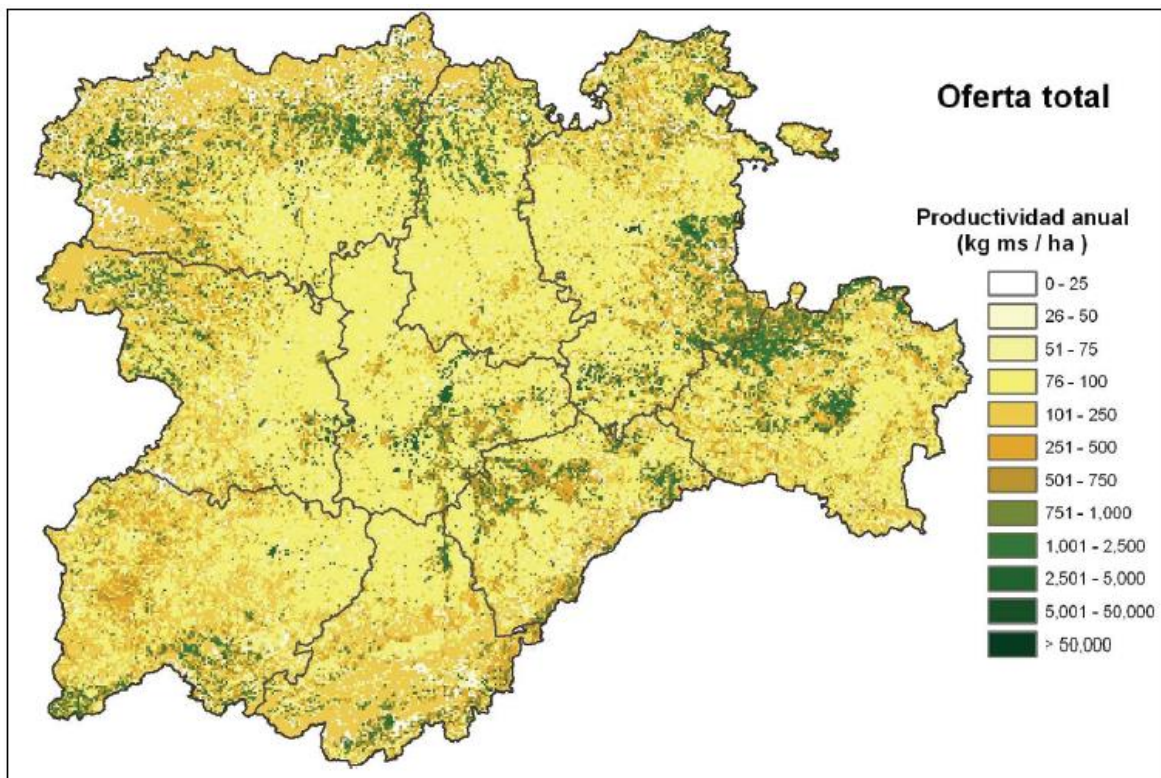 Oferta total
Productividad anual
(kg ms / ha )
0 - 25
26 - 50
51 - 75
76 - 100
101 - 250
251 - 500
501 - 750
751 - 1,000
1,001 - 2,500
2,501 - 5,000
5,001 - 50,000
> 50,000